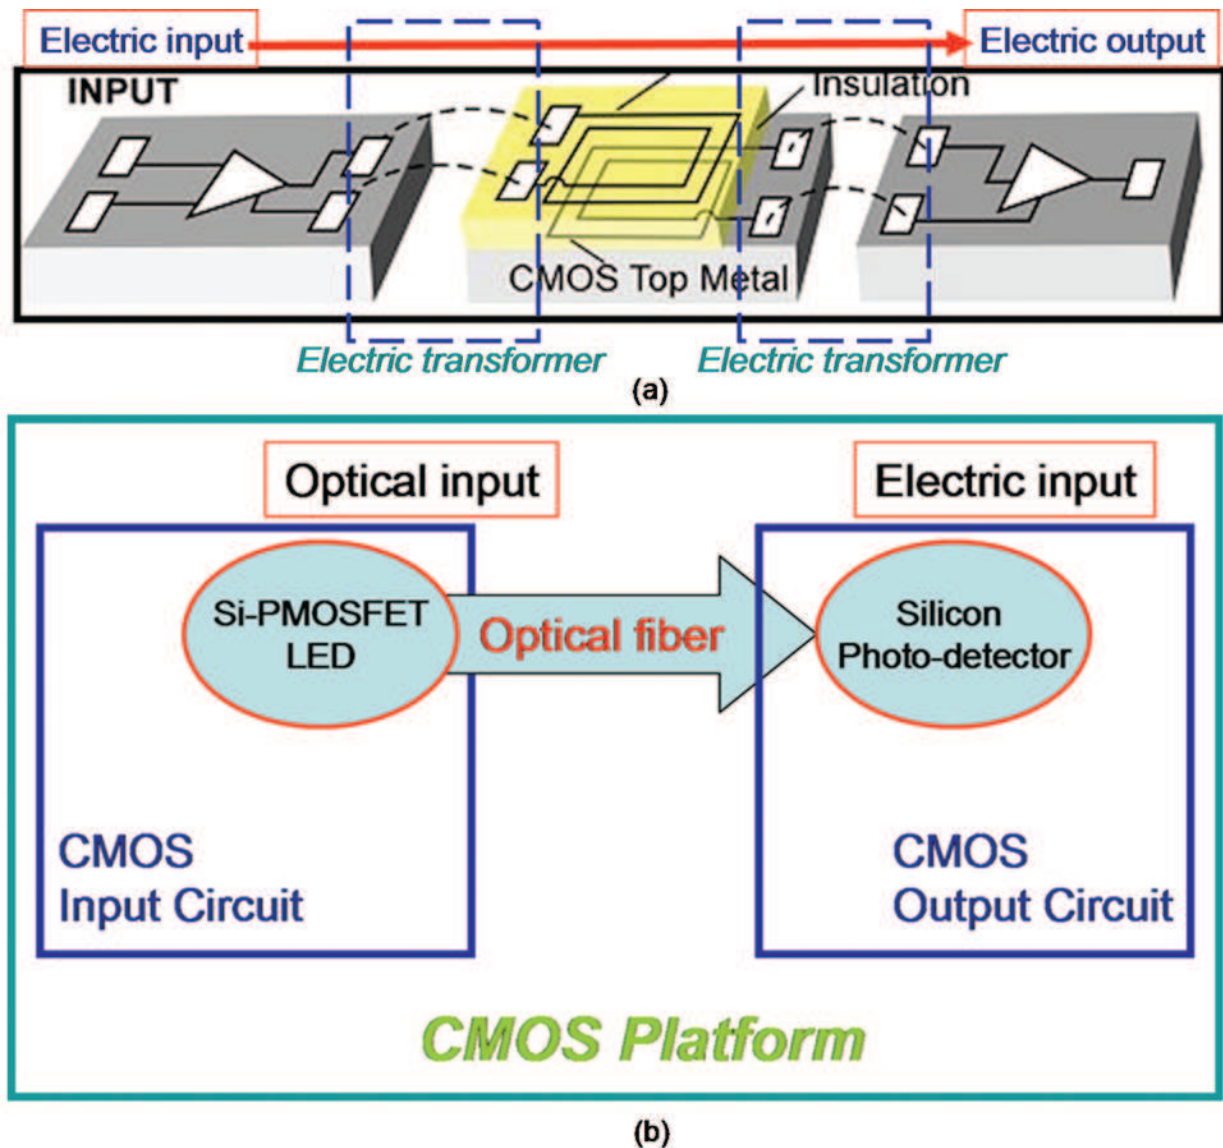 Electric input
Electric output
INPUT
Insulation
CMOS Top Metal
Electric transformer
Electric transformer
(a)
Optical input
Electric input
Si-PMOSFET
LED
Optical fiber
Silicon
Photo-detector
CMOS
Input Circuit
CMOS
Output Circuit
CMOS Platform
(b)